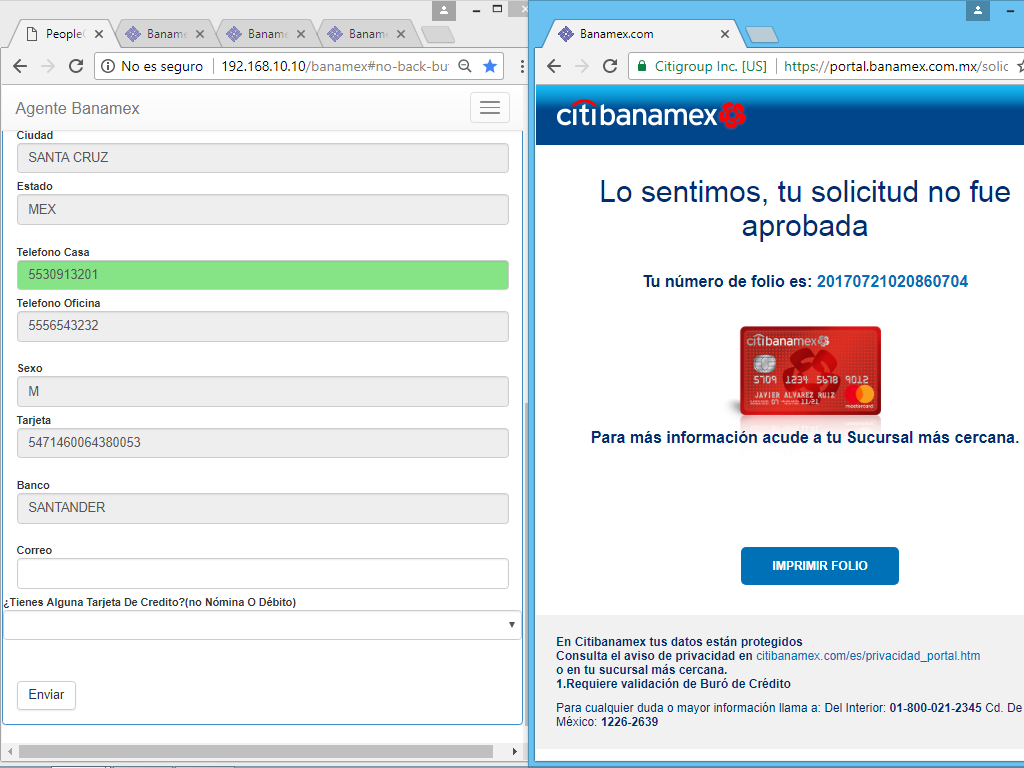 PeopleC
Banam
Banam
Banam
No es seguro
192.168.10.10/banamex#no-back-bu
Agente Banamex
Ciudad
SANTA CRUZ
Estado
MEX
Telefono Casa
5530913201
Telefono Oficina
5556543232
Sexo
M
Tarjeta
5471460064380053
Banco
SANTANDER
Correo
¿Tienes Alguna Tarjeta De Credito?(no Nómina O Débito)
Enviar
Banamex.com
Citigroup Inc. [US]
https://portal.banamex.com.mx/solic
citibanamex
Lo sentimos, tu solicitud no fue
aprobada
Tu número de folio es: 20170721020860704
citibanamex
5709 1234 5678 9012
07 11/21
JAVIER ALVAREZ RUIZ
mastercard
Para más información acude a tu Sucursal más cercana.
IMPRIMIR FOLIO
En Citibanamex tus datos están protegidos
Consulta el aviso de privacidad en citibanamex.com/es/privacidad_portal.htm
o en tu sucursal más cercana.
1.Requiere validación de Buró de Crédito
Para cualquier duda o mayor información llama a: Del Interior: 01-800-021-2345 Cd. De
México: 1226-2639